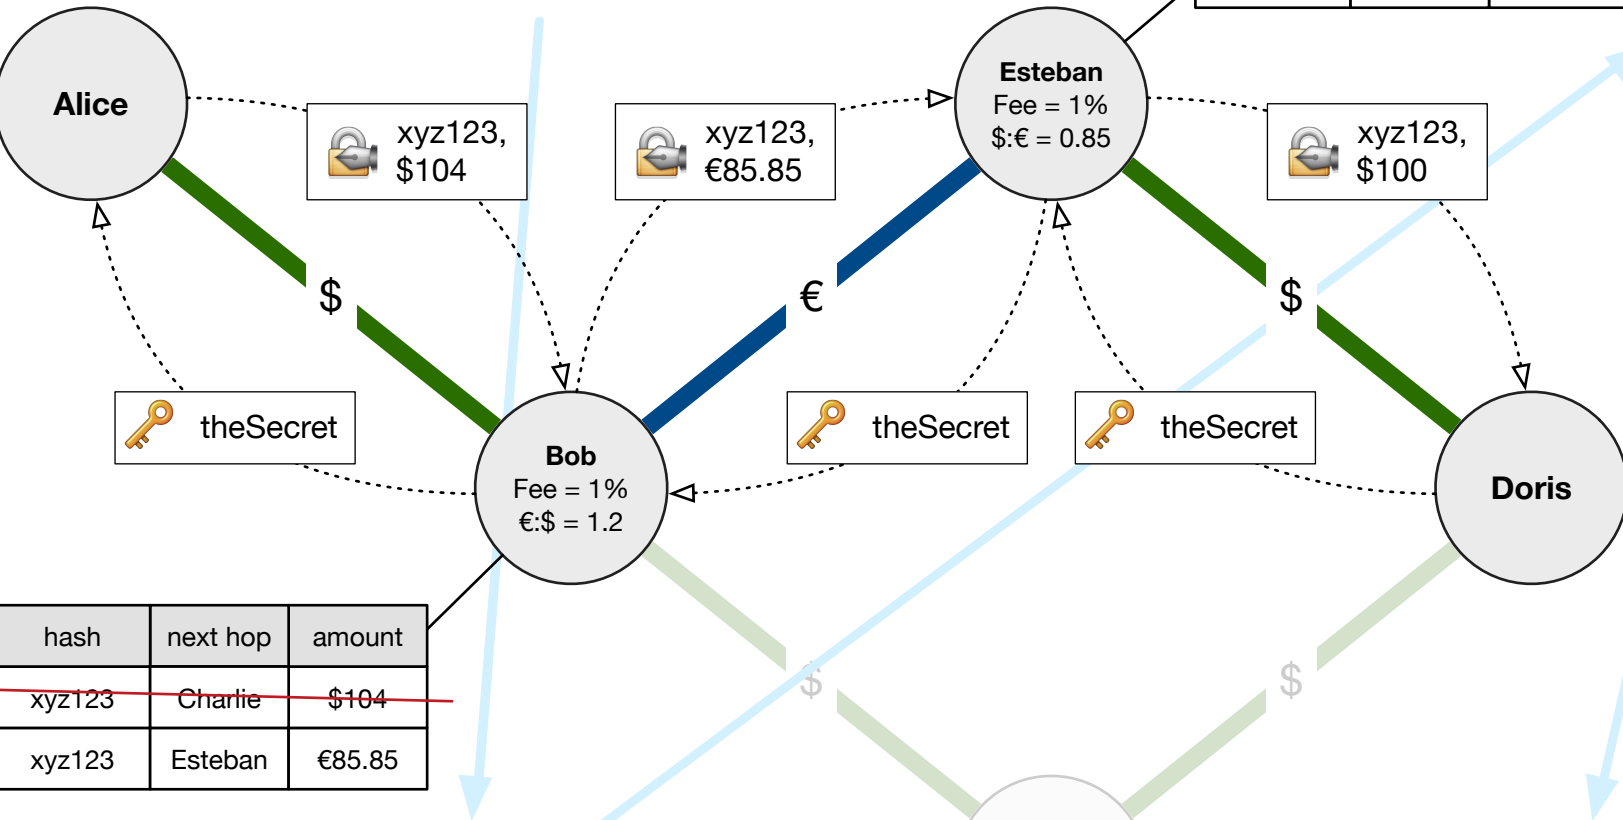 Alice
xyz123,
$104
xyz123,
€85.85
Esteban
Fee = 1%
$:€ = 0.85
xyz123,
$100
$
€
$
theSecret
theSecret
theSecret
Bob
Fee = 1%
€:$ = 1.2
Doris
hash next hop amount
xyz123 Charlie $104
xyz123 Esteban €85.85
$
$